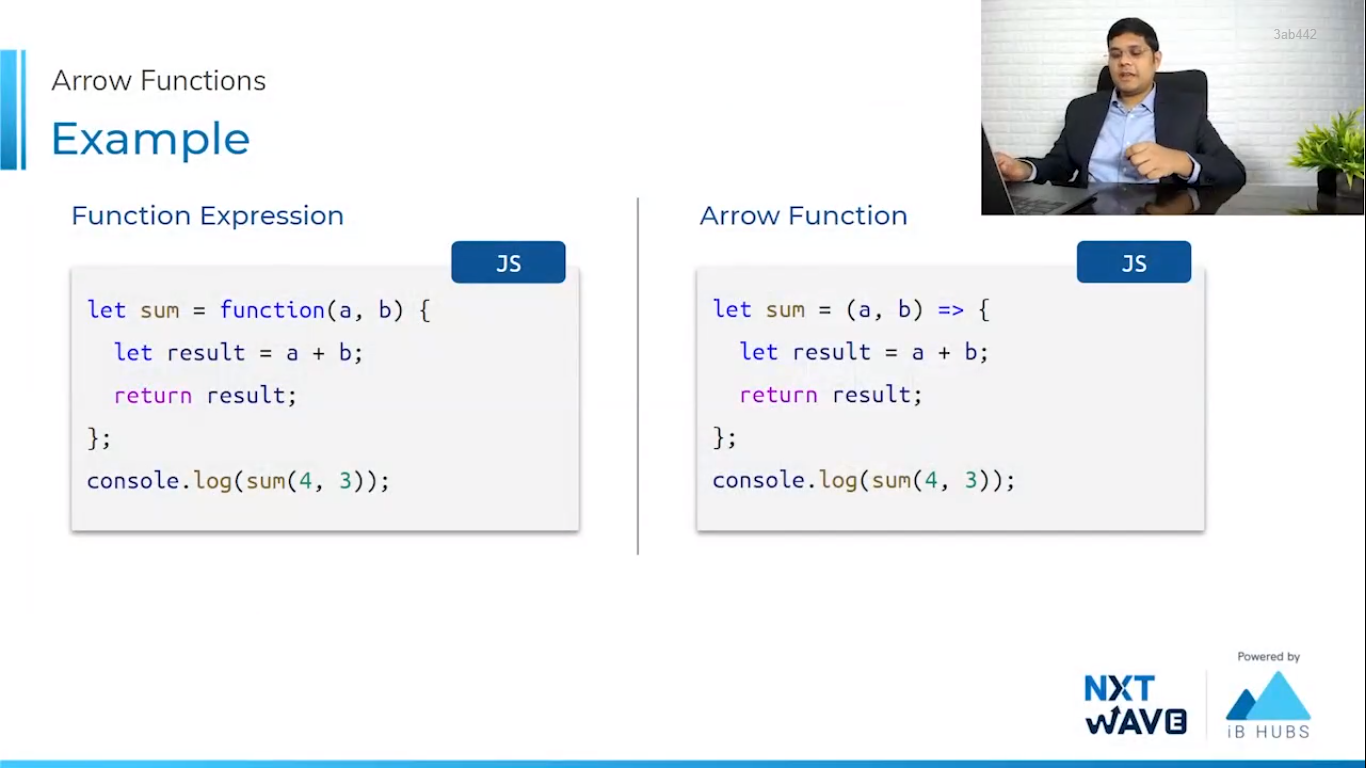 3ab442
Arrow Functions
Example
Function Expression
JS
let sum = function(a, b) {
let result = a + b;
return result;
};
console.log(sum(4, 3));
Arrow Function
JS
let sum = (a, b) => {
let result = a + b;
return result;
};
console.log(sum(4, 3));
NXT
WAVE
Powered by
iB HUBS